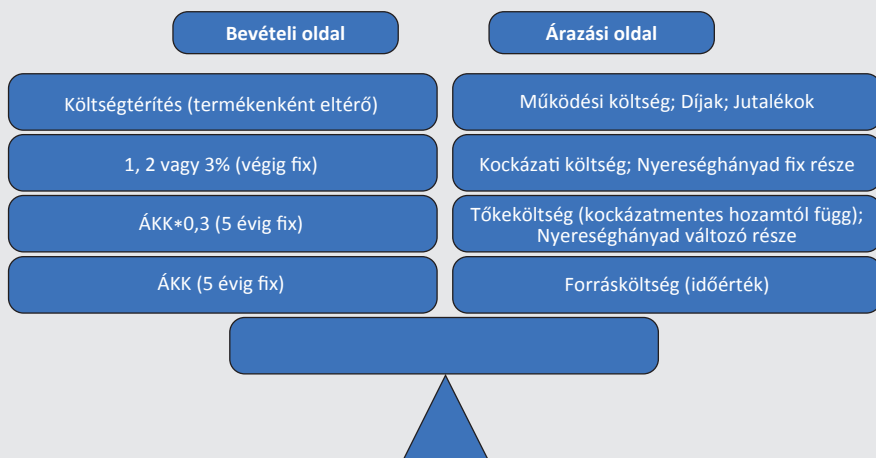 Bevételi oldal
Árazási oldal
Költségtérítés (termékenként eltérő)
Működési költség; Díjak; Jutalékok
1, 2 vagy 3% (végig fix)
Kockázati költség; Nyereséghányad fix része
ÁKK*0,3 (5 évig fix)
Tőkeköltség (kockázatmentes hozamtól függ);
Nyereséghányad változó része
ÁKK (5 évig fix)
Forrásköltség (időérték)